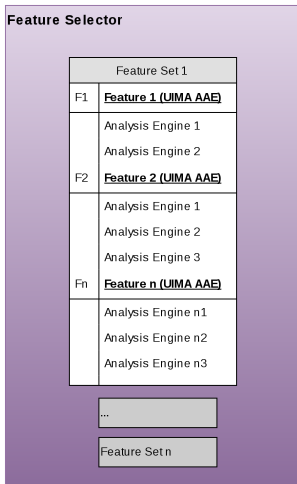 Feature Selector
Feature Set 1
F1 Feature 1 (UIMA AAE)
Analysis Engine 1
Analysis Engine 2
F2 Feature 2 (UIMA AAE)
Analysis Engine 1
Analysis Engine 2
Analysis Engine 3
Fn Feature n (UIMA AAE)
Analysis Engine n1
Analysis Engine n2
Analysis Engine n3
...
Feature Set n